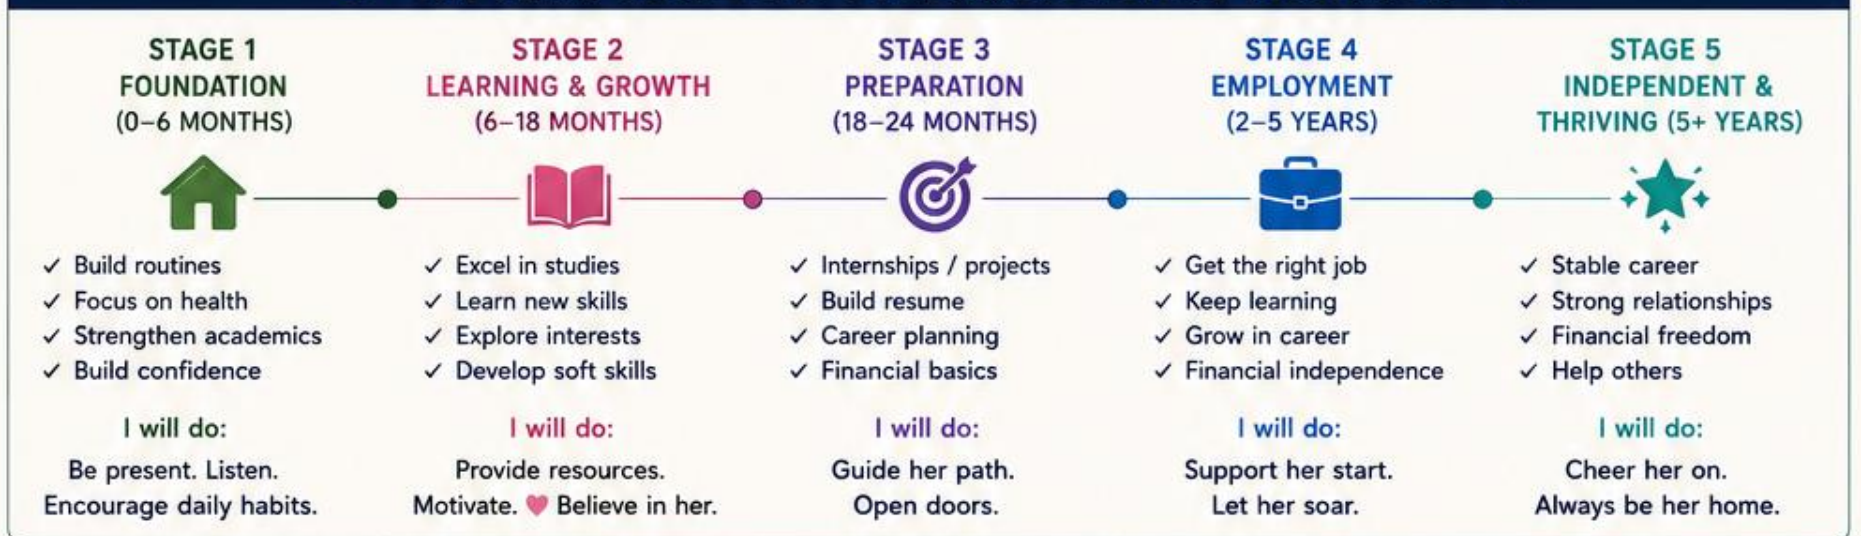 STAGE 1
FOUNDATION
(0–6 MONTHS)
✓ Build routines
✓ Focus on health
✓ Strengthen academics
✓ Build confidence
I will do:
Be present. Listen.
Encourage daily habits.
STAGE 2
LEARNING & GROWTH
(6–18 MONTHS)
✓ Excel in studies
✓ Learn new skills
✓ Explore interests
✓ Develop soft skills
I will do:
Provide resources.
Motivate. ♥ Believe in her.
STAGE 3
PREPARATION
(18–24 MONTHS)
✓ Internships / projects
✓ Build resume
✓ Career planning
✓ Financial basics
I will do:
Guide her path.
Open doors.
STAGE 4
EMPLOYMENT
(2–5 YEARS)
✓ Get the right job
✓ Keep learning
✓ Grow in career
✓ Financial independence
I will do:
Support her start.
Let her soar.
STAGE 5
INDEPENDENT &
THRIVING (5+ YEARS)
✓ Stable career
✓ Strong relationships
✓ Financial freedom
✓ Help others
I will do:
Cheer her on.
Always be her home.